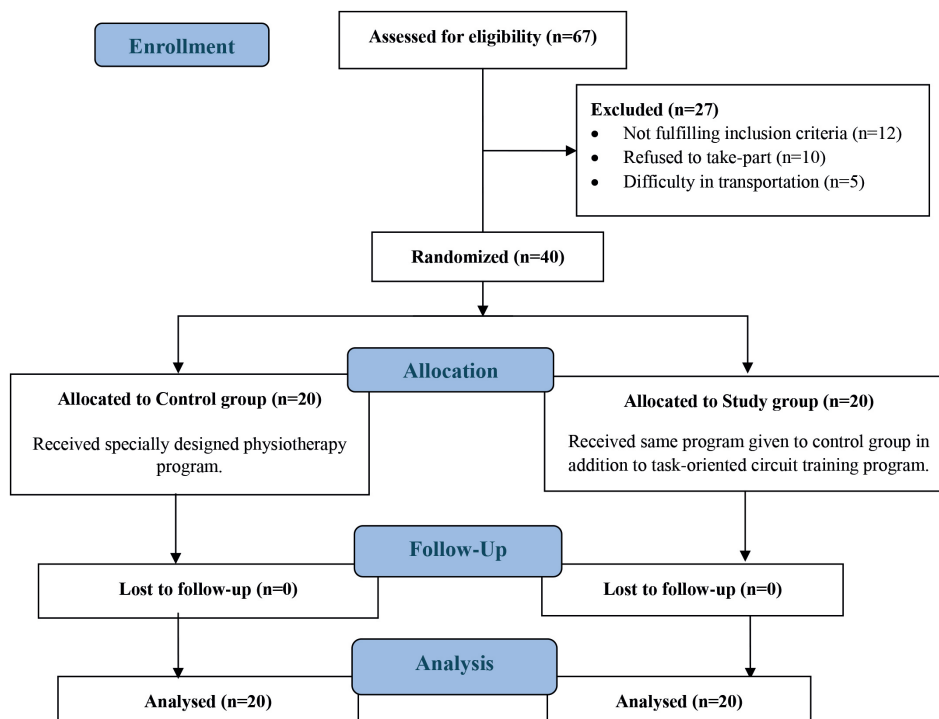 Enrollment
Assessed for eligibility (n=67)
Excluded (n=27)
• Not fulfilling inclusion criteria (n=12)
• Refused to take-part (n=10)
• Difficulty in transportation (n=5)
Randomized (n=40)
Allocation
Allocated to Control group (n=20)
Received specially designed physiotherapy
program.
Allocated to Study group (n=20)
Received same program given to control group in
addition to task-oriented circuit training program.
Follow-Up
Lost to follow-up (n=0)
Lost to follow-up (n=0)
Analysis
Analysed (n=20)
Analysed (n=20)